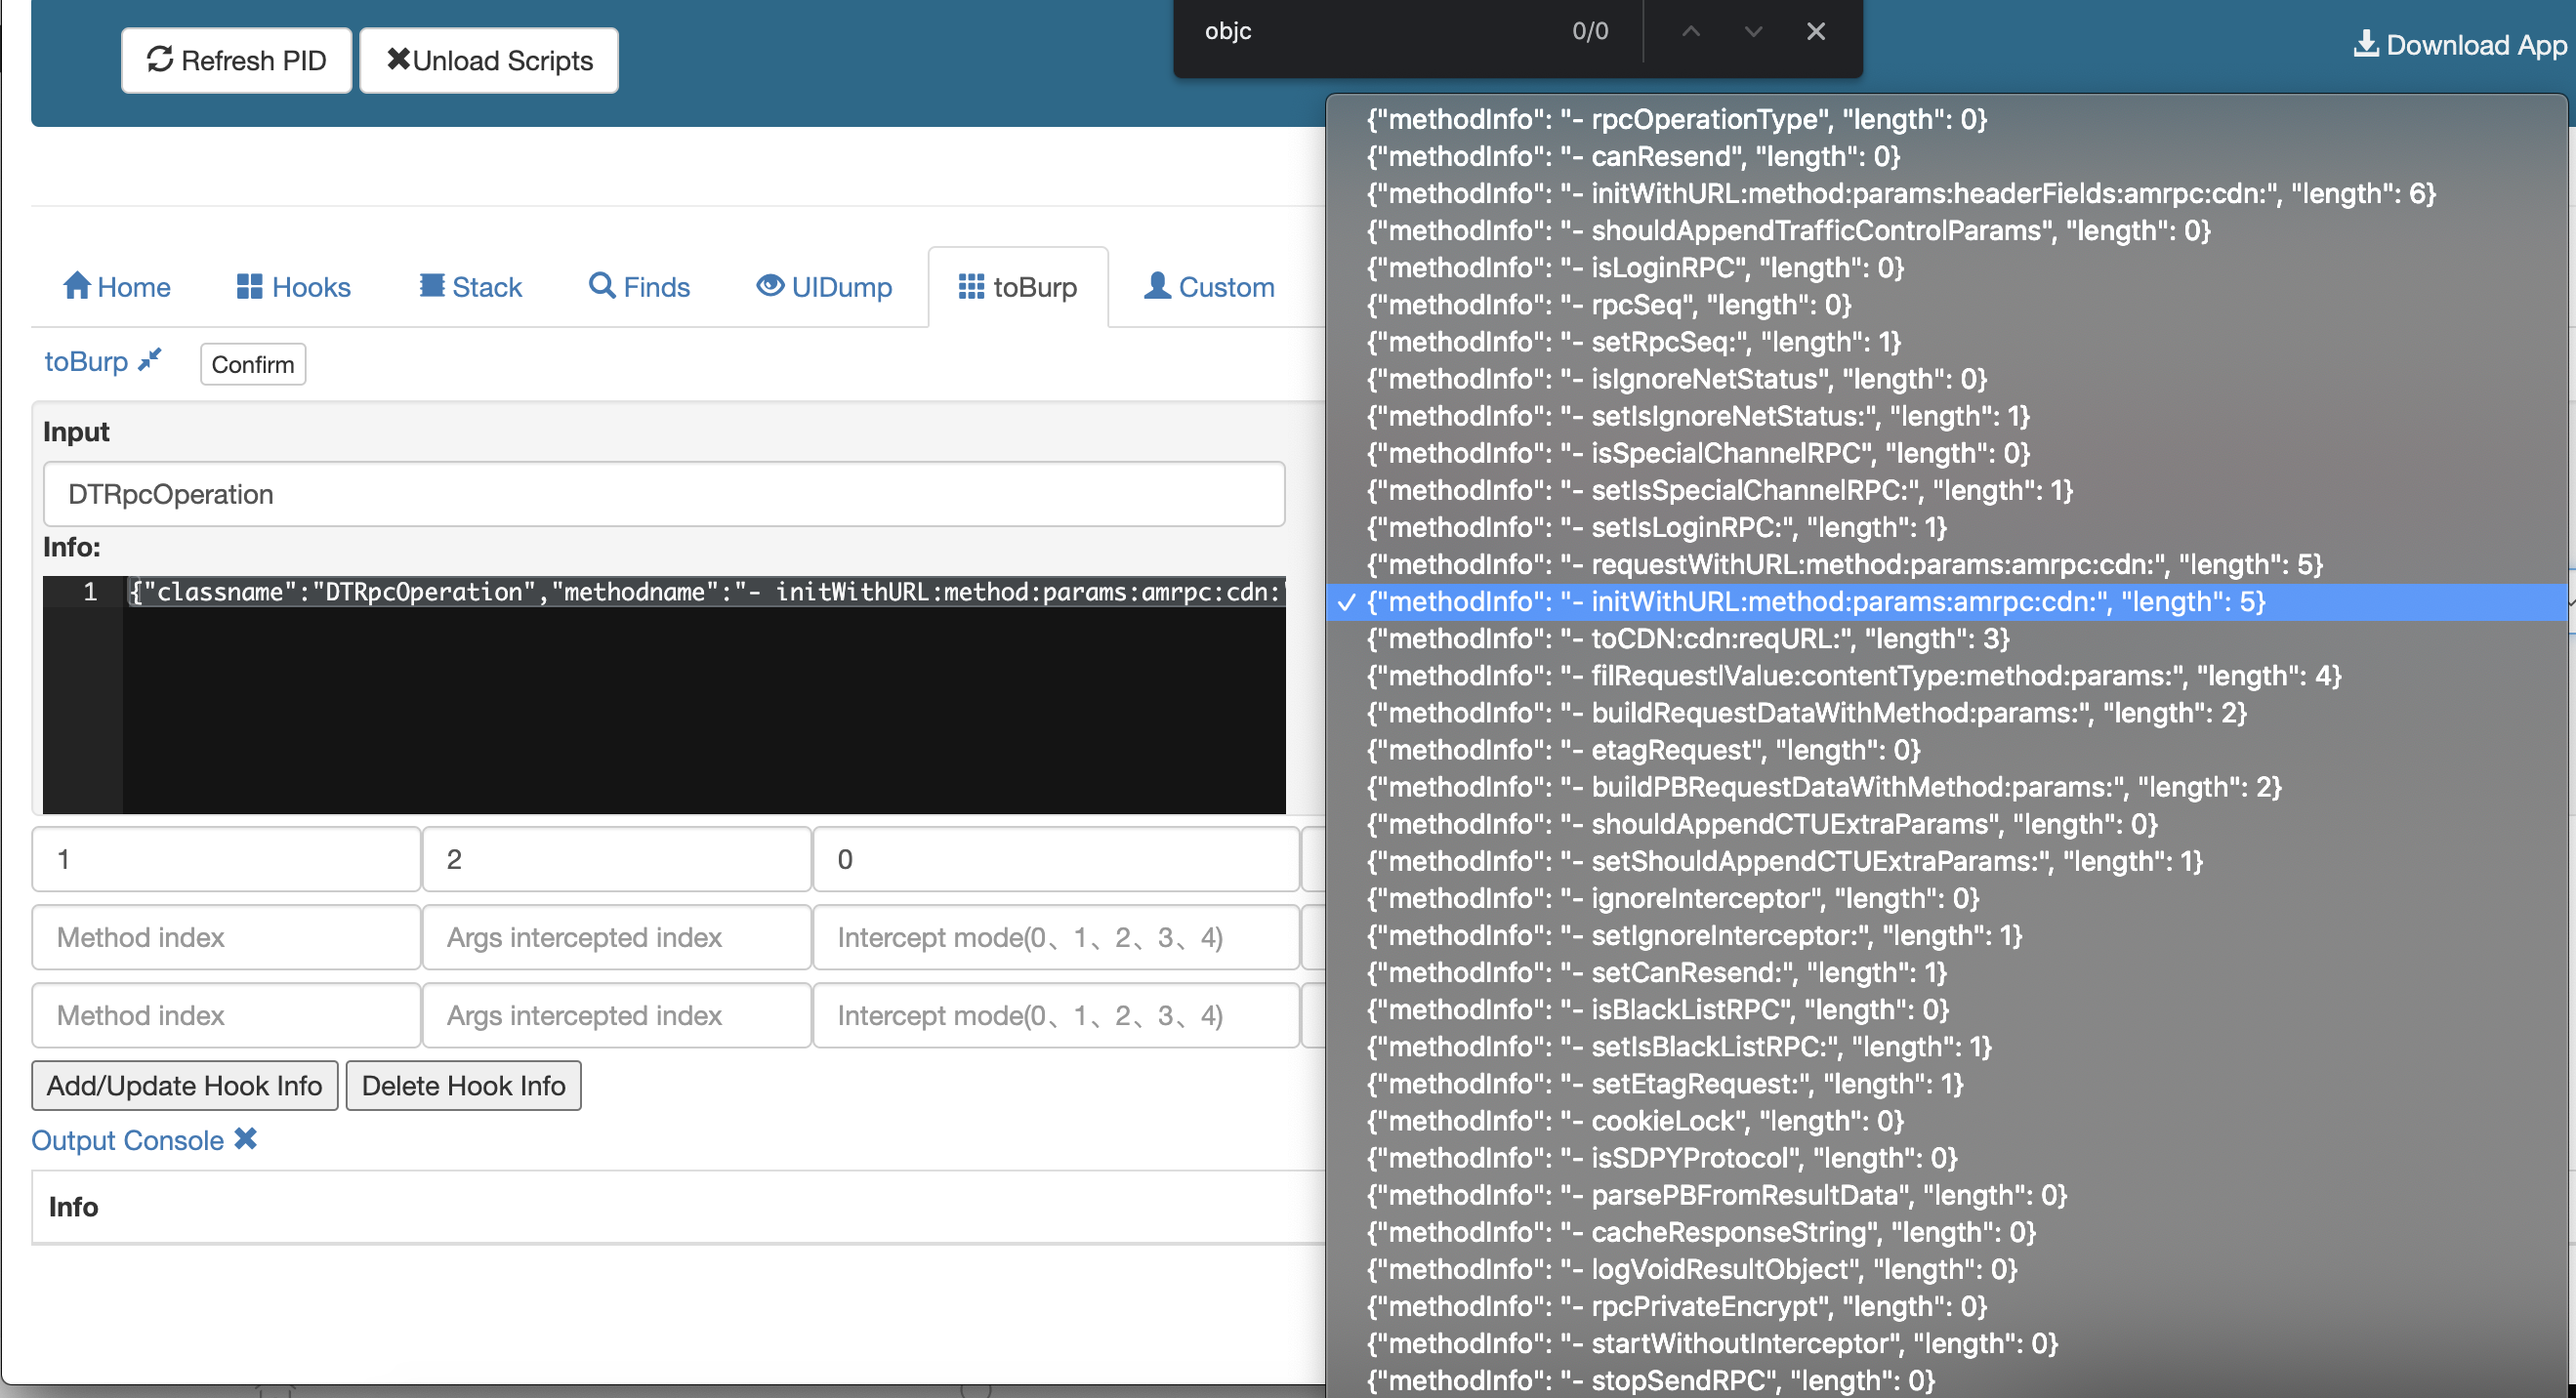 objc 0/0
Refresh PID Unload Scripts Download App
Home Hooks Stack Finds UIDump toBurp Custom
toBurp Confirm
Input
DTRpcOperation
Info:
1 {"classname":"DTRpcOperation","methodname":"- initWithURL:method:params:amrpc:cdn:"
1 2 0
Method index Args intercepted index Intercept mode(0、1、2、3、4)
Method index Args intercepted index Intercept mode(0、1、2、3、4)
Add/Update Hook Info Delete Hook Info
Output Console
Info
{"methodInfo": "- rpcOperationType", "length": 0}
{"methodInfo": "- canResend", "length": 0}
{"methodInfo": "- initWithURL:method:params:headerFields:amrpc:cdn:", "length": 6}
{"methodInfo": "- shouldAppendTrafficControlParams", "length": 0}
{"methodInfo": "- isLoginRPC", "length": 0}
{"methodInfo": "- rpcSeq", "length": 0}
{"methodInfo": "- setRpcSeq:", "length": 1}
{"methodInfo": "- isIgnoreNetStatus", "length": 0}
{"methodInfo": "- setIsIgnoreNetStatus:", "length": 1}
{"methodInfo": "- isSpecialChannelRPC", "length": 0}
{"methodInfo": "- setIsSpecialChannelRPC:", "length": 1}
{"methodInfo": "- setIsLoginRPC:", "length": 1}
{"methodInfo": "- requestWithURL:method:params:amrpc:cdn:", "length": 5}
{"methodInfo": "- initWithURL:method:params:amrpc:cdn:", "length": 5}
{"methodInfo": "- toCDN:cdn:reqURL:", "length": 3}
{"methodInfo": "- filRequestlValue:contentType:method:params:", "length": 4}
{"methodInfo": "- buildRequestDataWithMethod:params:", "length": 2}
{"methodInfo": "- etagRequest", "length": 0}
{"methodInfo": "- buildPBRequestDataWithMethod:params:", "length": 2}
{"methodInfo": "- shouldAppendCTUExtraParams", "length": 0}
{"methodInfo": "- setShouldAppendCTUExtraParams:", "length": 1}
{"methodInfo": "- ignoreInterceptor", "length": 0}
{"methodInfo": "- setIgnoreInterceptor:", "length": 1}
{"methodInfo": "- setCanResend:", "length": 1}
{"methodInfo": "- isBlackListRPC", "length": 0}
{"methodInfo": "- setIsBlackListRPC:", "length": 1}
{"methodInfo": "- setEtagRequest:", "length": 1}
{"methodInfo": "- cookieLock", "length": 0}
{"methodInfo": "- isSDPYProtocol", "length": 0}
{"methodInfo": "- parsePBFromResultData", "length": 0}
{"methodInfo": "- cacheResponseString", "length": 0}
{"methodInfo": "- logVoidResultObject", "length": 0}
{"methodInfo": "- rpcPrivateEncrypt", "length": 0}
{"methodInfo": "- startWithoutInterceptor", "length": 0}
{"methodInfo": "- stopSendRPC", "length": 0}